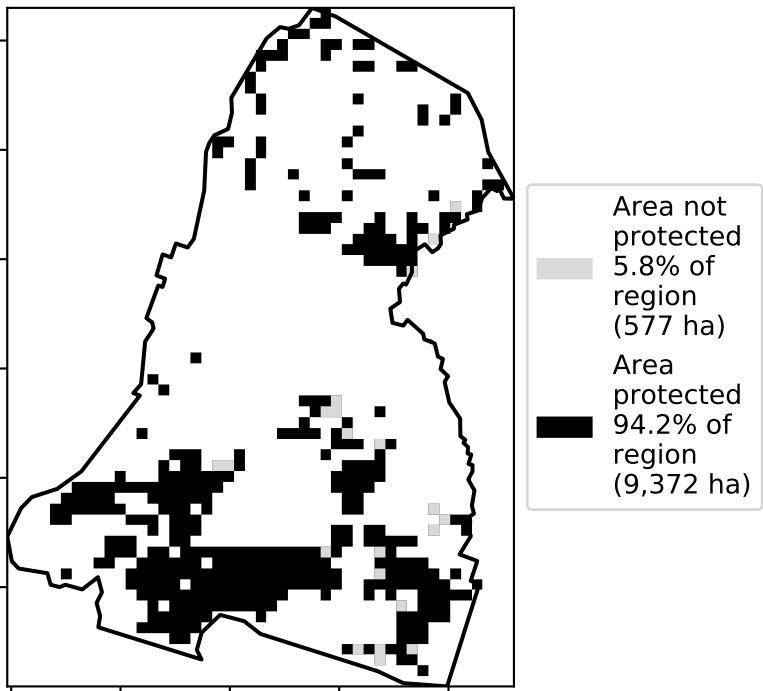 Area not
protected
5.8% of
region
(577 ha)
Area
protected
94.2% of
region
(9,372 ha)